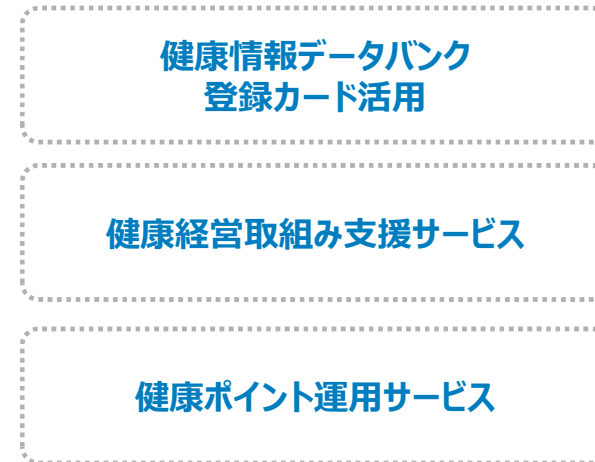 健康情報データバンク
登録カード活用
健康経営取組み支援サービス
健康ポイント運用サービス